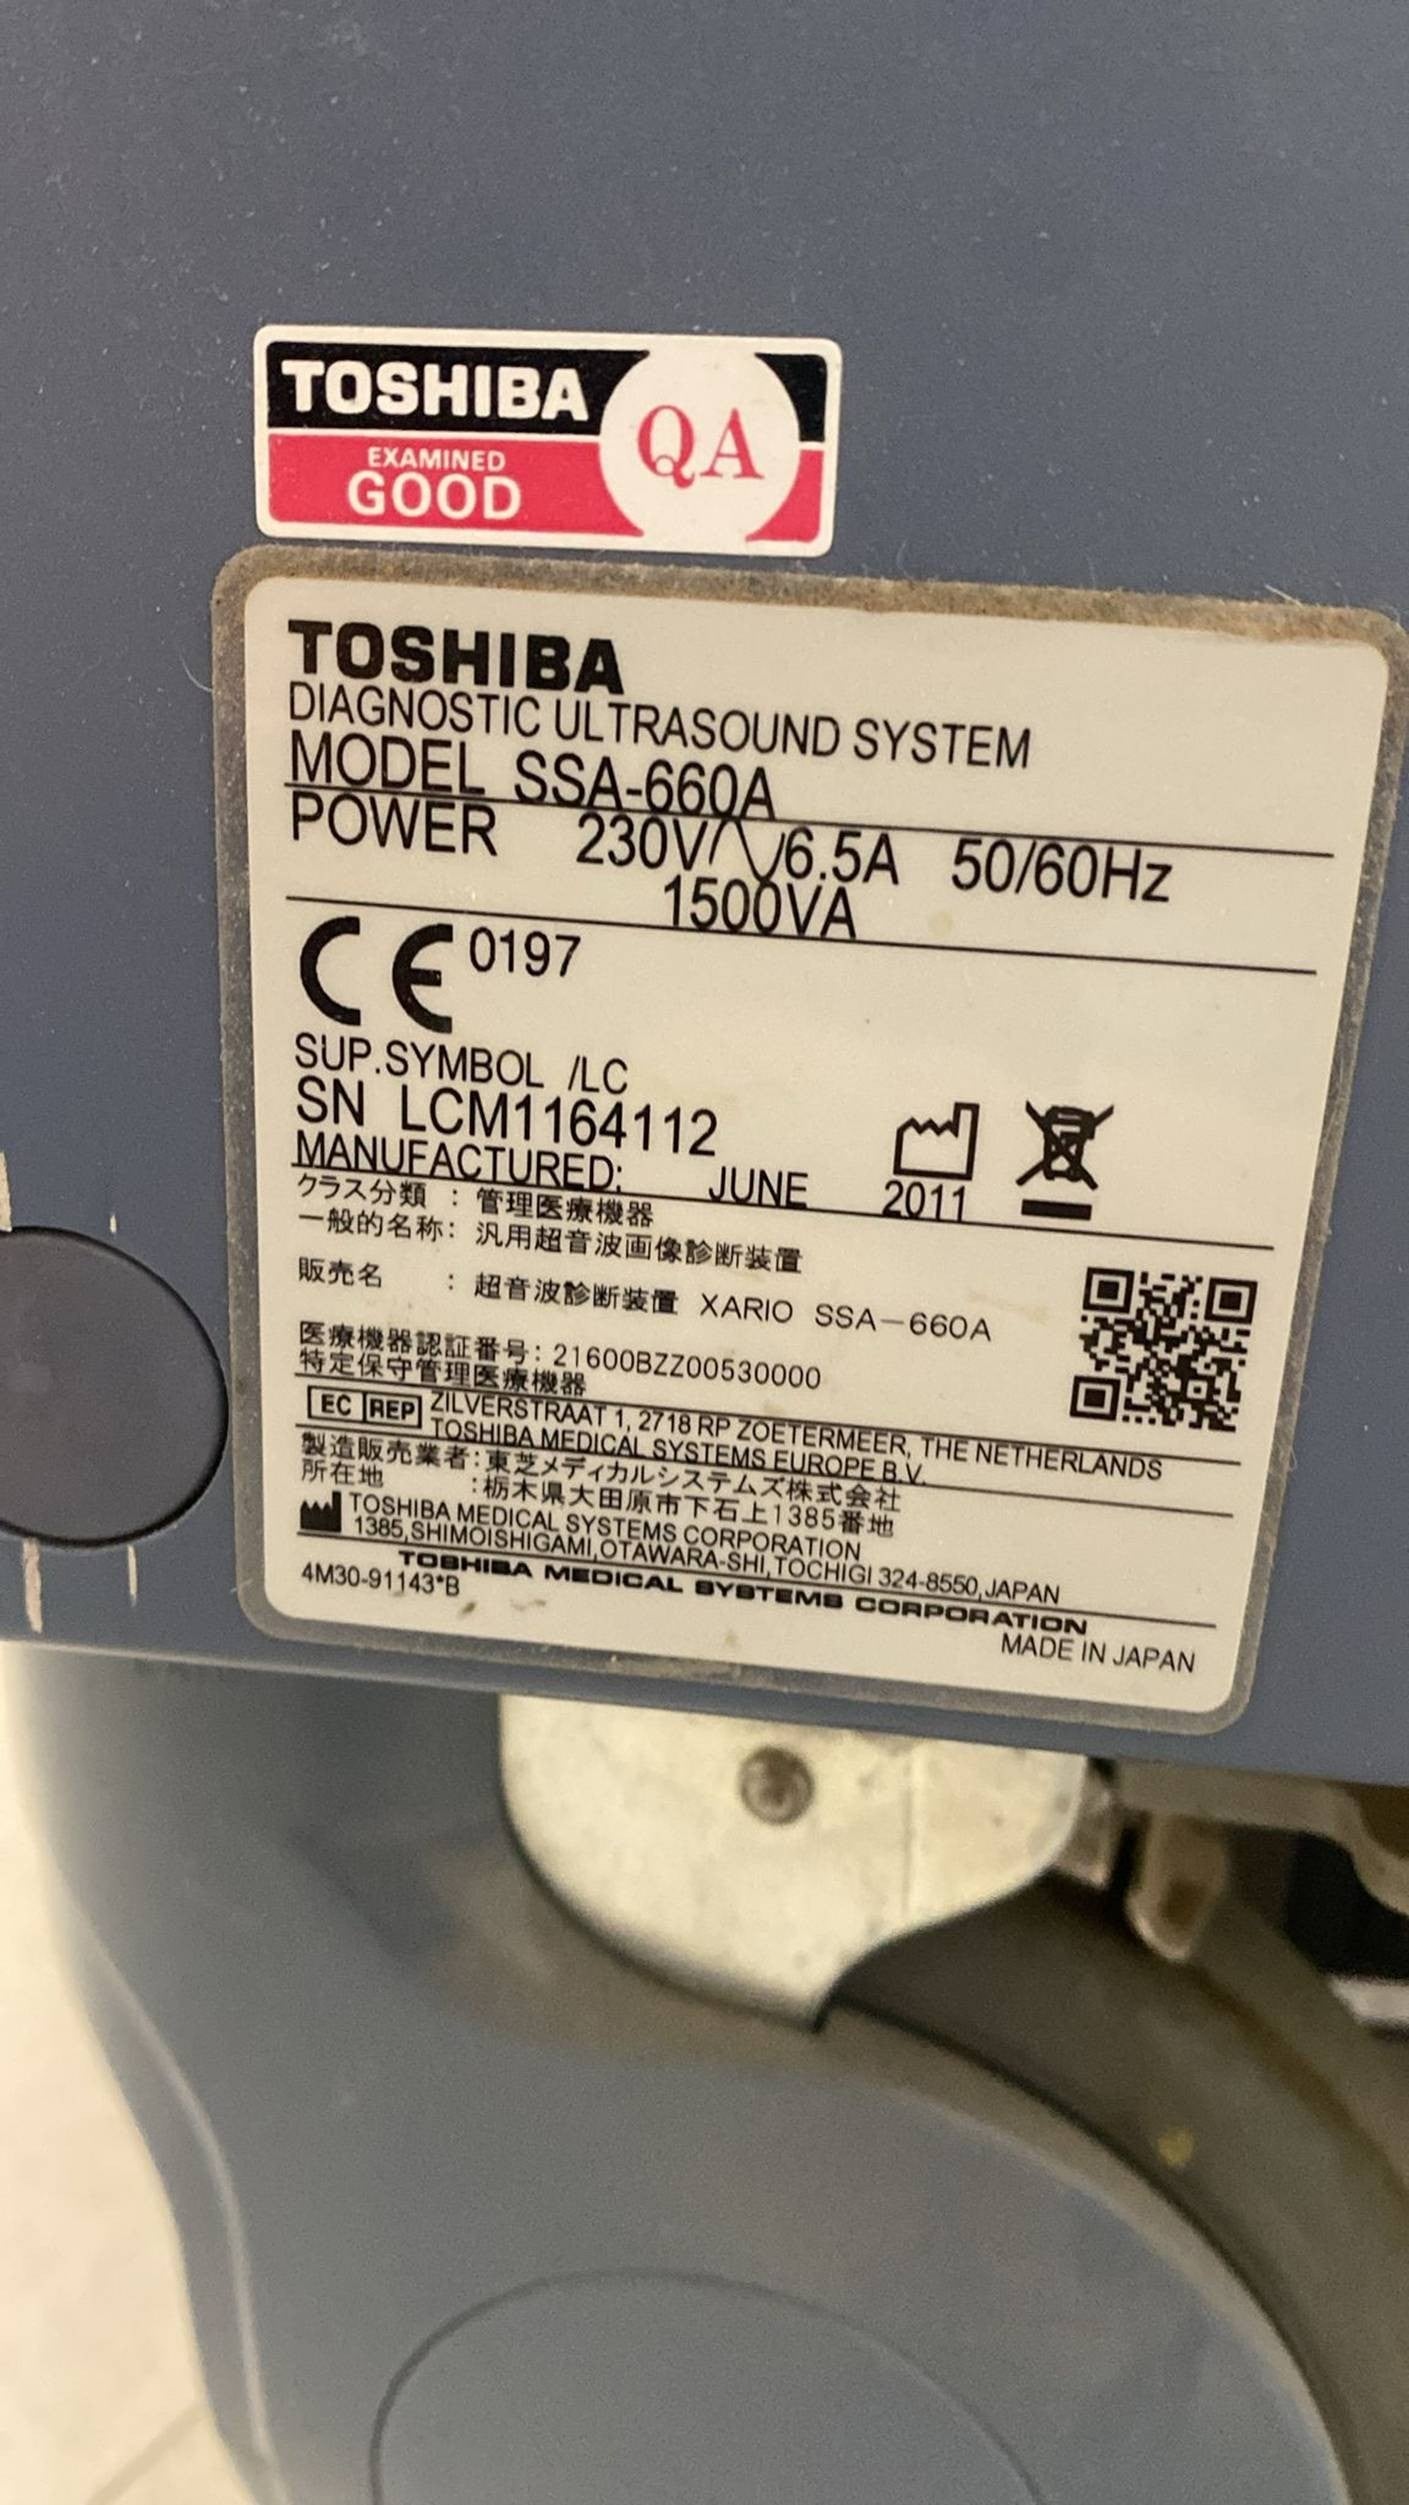 TOSHIBA
EXAMINED
GOOD
QA
TOSHIBA
DIAGNOSTIC ULTRASOUND SYSTEM
MODEL SSA-660A
POWER 230V 6.5A 50/60Hz
1500VA
CE 0197
SUP.SYMBOL /LC
SN LCM1164112
MANUFACTURED: JUNE 2011
クラス分類 : 管理医療機器
一般的名称: 汎用超音波画像診断装置
販売名 : 超音波診断装置 XARIO SSA-660A
医療機器認証番号: 21600BZZ00530000
特定保守管理医療機器
EC REP ZILVERSTRAAT 1, 2718 RP ZOETERMEER, THE NETHERLANDS
TOSHIBA MEDICAL SYSTEMS EUROPE B.V.
製造販売業者:東芝メディカルシステムズ株式会社
所在地 :栃木県大田原市下石上1385番地
TOSHIBA MEDICAL SYSTEMS CORPORATION
1385,SHIMOISHIGAMI,OTAWARA-SHI,TOCHIGI 324-8550,JAPAN
TOSHIBA MEDICAL SYSTEMS CORPORATION
4M30-91143*B
MADE IN JAPAN